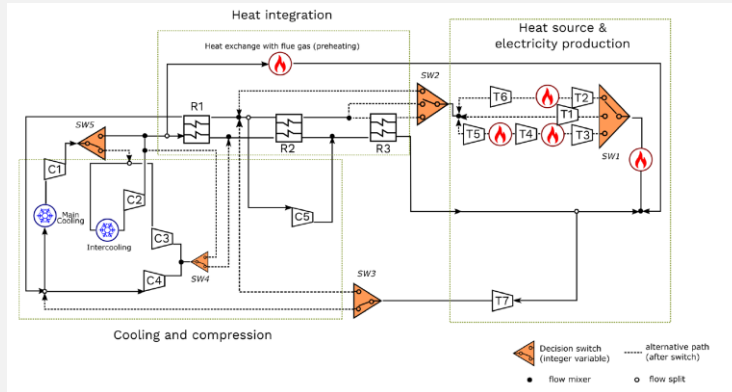 Heat integration
Heat source &
electricity production
Heat exchange with flue gas (preheating)
SW2
T6
T2
R1
T1
SW5
R2
R3
T5
T4
T3
SW1
C1
C2
Main
Cooling
Intercooling
C3
C5
C4
SW4
SW3
T7
Cooling and compression
Decision switch
(integer variable)
alternative path
(after switch)
flow mixer
flow split